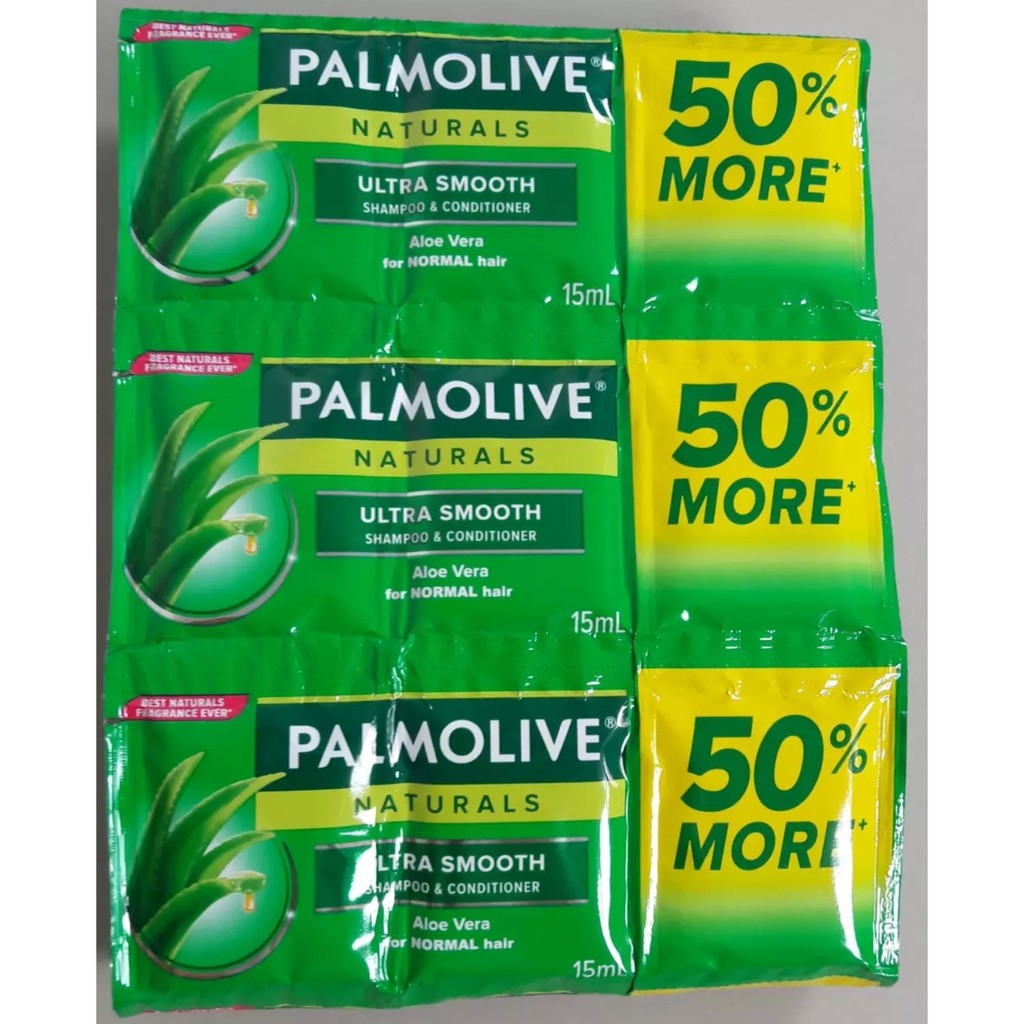 BEST NATURALS
FRAGRANCE EVER*
PALMOLIVE®
NATURALS
ULTRA SMOOTH
SHAMPOO & CONDITIONER
Aloe Vera
for NORMAL hair
15mL
50%
MORE+
BEST NATURALS
FRAGRANCE EVER*
PALMOLIVE®
NATURALS
ULTRA SMOOTH
SHAMPOO & CONDITIONER
Aloe Vera
for NORMAL hair
15mL
50%
MORE+
BEST NATURALS
FRAGRANCE EVER*
PALMOLIVE®
NATURALS
ULTRA SMOOTH
SHAMPOO & CONDITIONER
Aloe Vera
for NORMAL hair
15mL
50%
MORE+